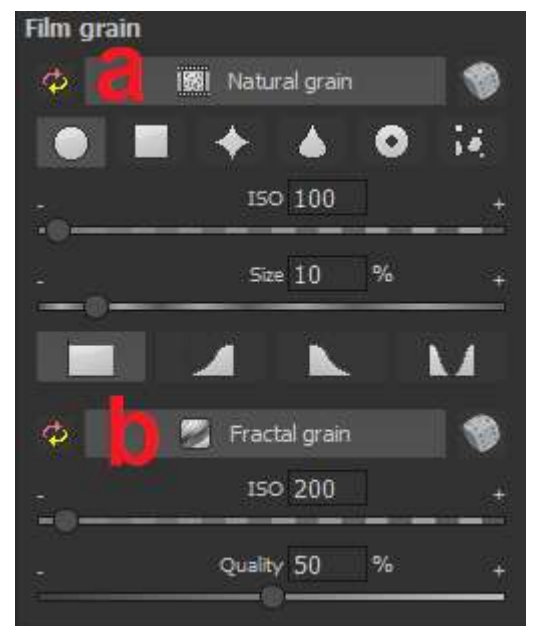 Film grain
a Natural grain
- ISO 100 +
- Size 10 % +
b Fractal grain
- ISO 200 +
- Quality 50 % +